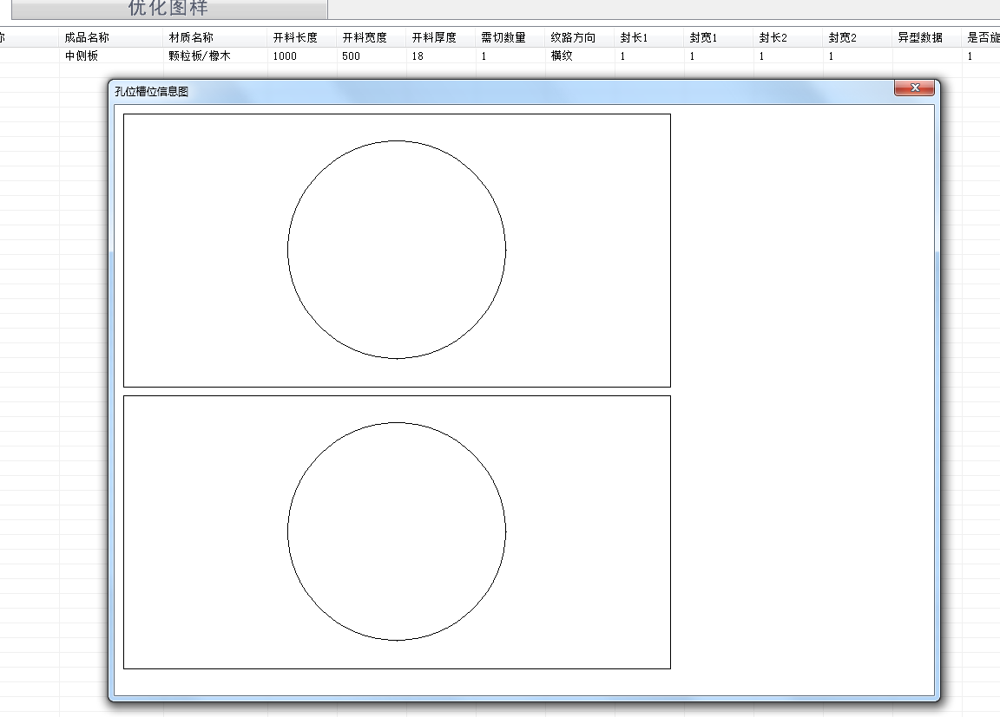 优化图样
称 成品名称 材质名称 开料长度 开料宽度 开料厚度 需切数量 纹路方向 封长1 封宽1 封长2 封宽2 异型数据 是否旋
中侧板 颗粒板/橡木 1000 500 18 1 横纹 1 1 1 1 1
孔位槽位信息图